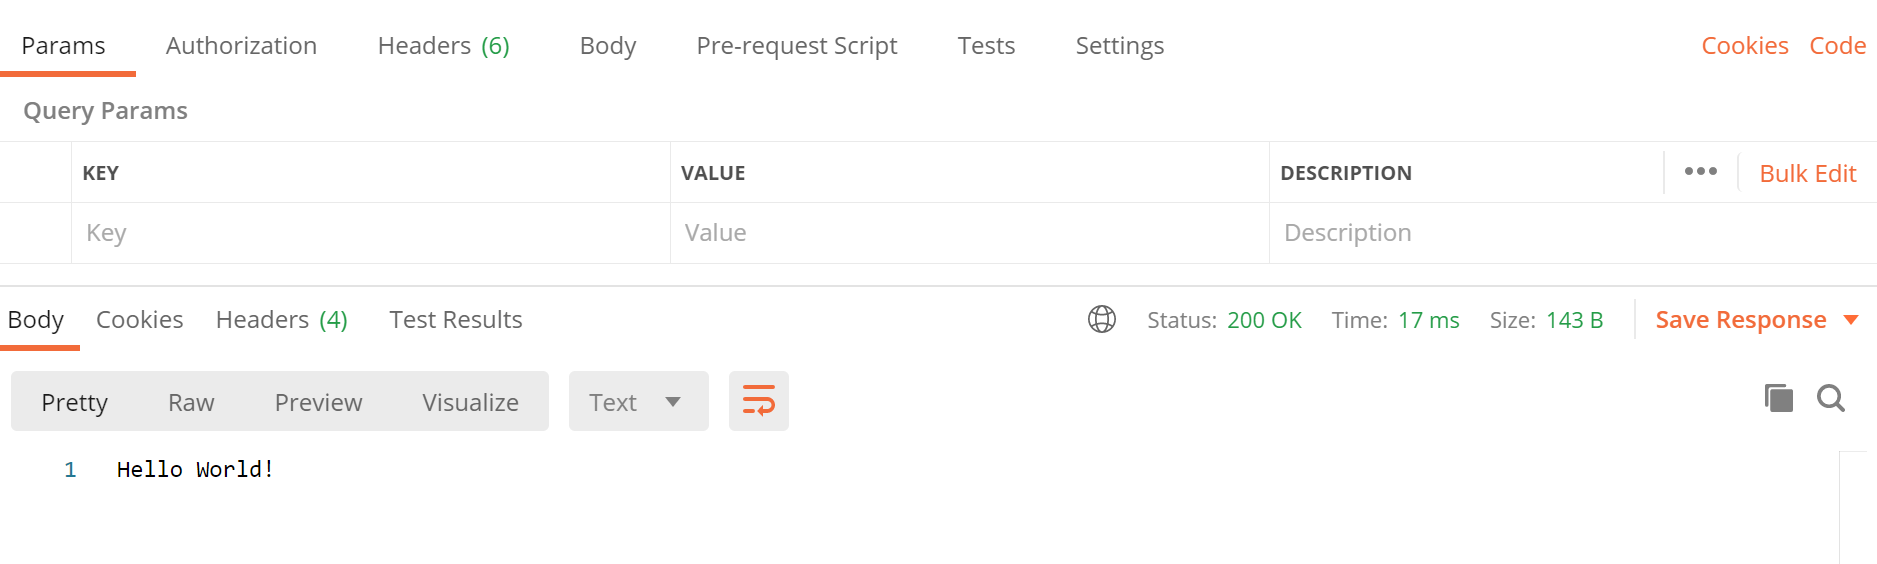 Params Authorization Headers (6) Body Pre-request Script Tests Settings Cookies Code
Query Params
KEY VALUE DESCRIPTION ••• Bulk Edit
Key Value Description
Body Cookies Headers (4) Test Results Status: 200 OK Time: 17 ms Size: 143 B Save Response
Pretty Raw Preview Visualize Text
1 Hello World!